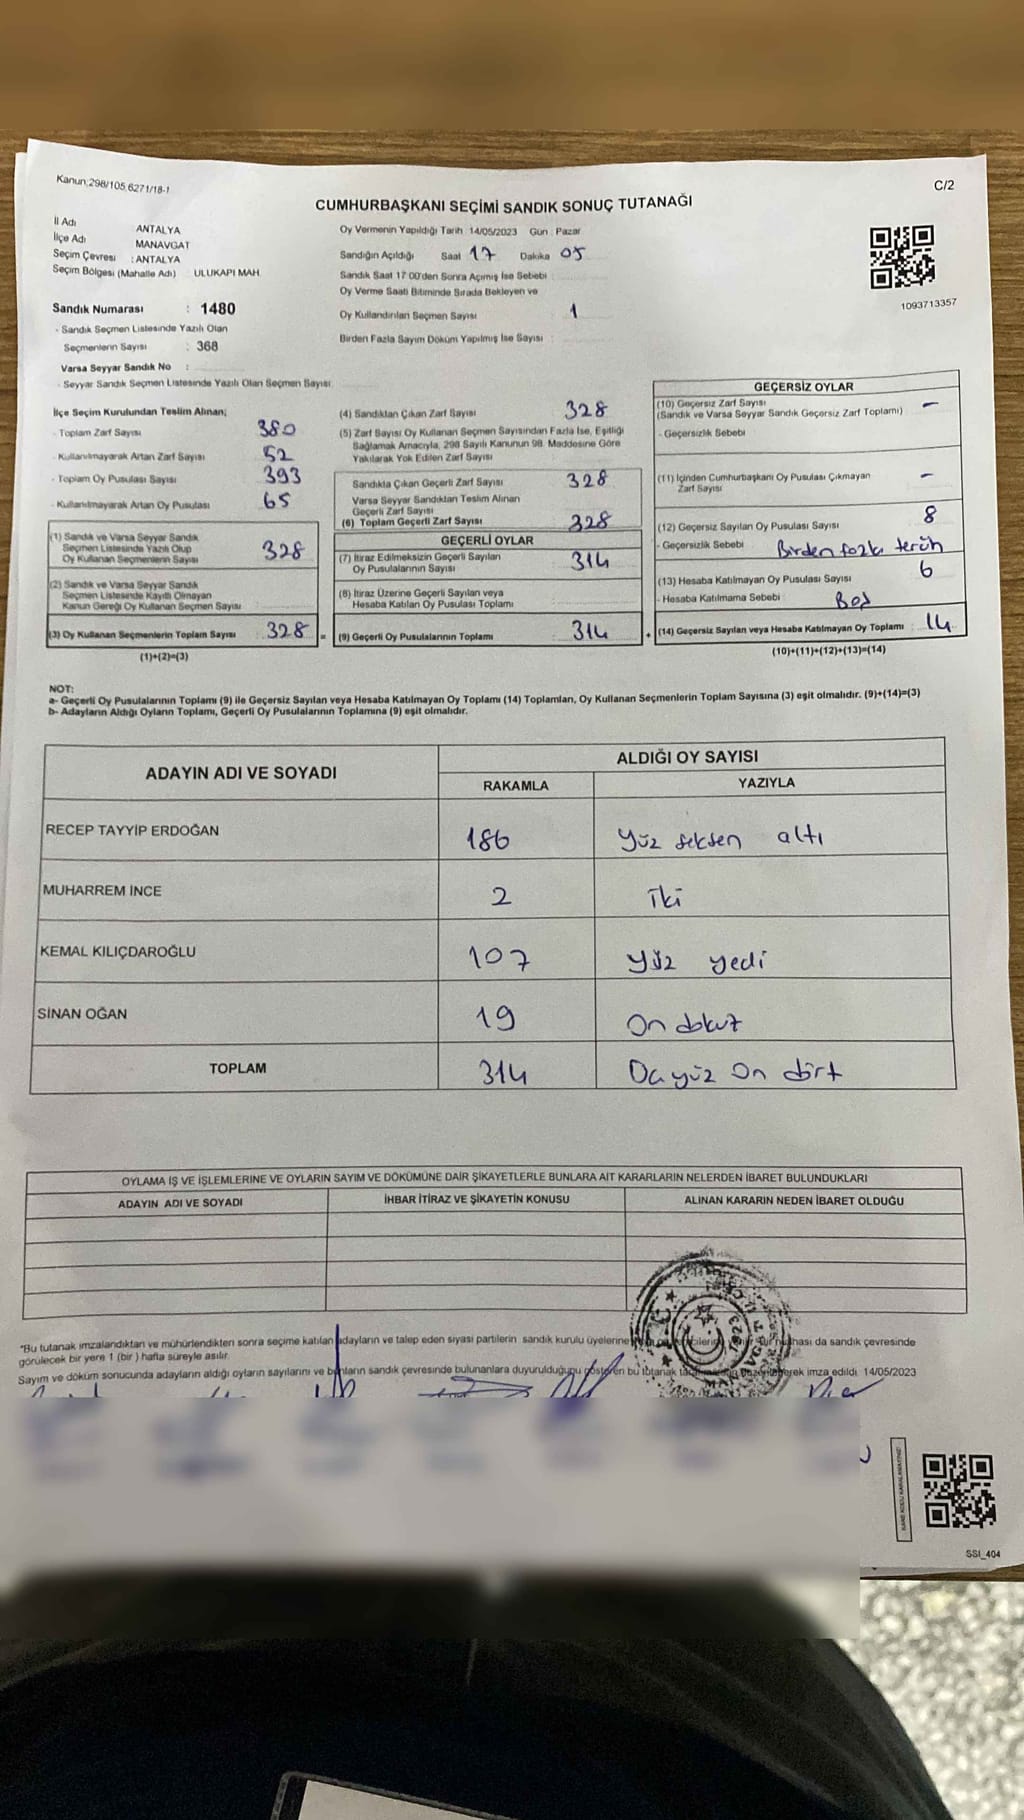 Kanun:298/105,6271/18-1
C/2
CUMHURBAŞKANI SEÇİMİ SANDIK SONUÇ TUTANAĞI
İl Adı ANTALYA
İlçe Adı MANAVGAT
Seçim Çevresi : ANTALYA
Seçim Bölgesi (Mahalle Adı) : ULUKAPI MAH.
Sandık Numarası : 1480
- Sandık Seçmen Listesinde Yazılı Olan
Seçmenlerin Sayısı : 368
Varsa Seyyar Sandık No :
- Seyyar Sandık Seçmen Listesinde Yazılı Olan Seçmen Sayısı:
Oy Vermenin Yapıldığı Tarih :14/05/2023 Gün : Pazar
Sandığın Açıldığı Saat 17 Dakika 05
Sandık Saat 17:00'den Sonra Açımış İse Sebebi :
Oy Verme Saati Bitiminde Sırada Bekleyen ve
Oy Kullandırılan Seçmen Sayısı : 1
Birden Fazla Sayım Döküm Yapılmış İse Sayısı :
1093713357
İlçe Seçim Kurulundan Teslim Alınan;
- Toplam Zarf Sayısı 380
- Kullanılmayarak Artan Zarf Sayısı 52
- Toplam Oy Pusulası Sayısı 393
- Kullanılmayarak Artan Oy Pusulası 65
(1) Sandık ve Varsa Seyyar Sandık
Seçmen Listesinde Yazılı Olup
Oy Kullanan Seçmenlerin Sayısı 328
(2) Sandık ve Varsa Seyyar Sandık
Seçmen Listesinde Kayıtlı Olmayan
Kanun Gereği Oy Kullanan Seçmen Sayısı
(3) Oy Kullanan Seçmenlerin Toplam Sayısı : 328 =
(1)+(2)=(3)
(4) Sandıktan Çıkan Zarf Sayısı 328
(5) Zarf Sayısı Oy Kullanan Seçmen Sayısından Fazla İse, Eşitliği
Sağlamak Amacıyla, 298 Sayılı Kanunun 98. Maddesine Göre
Yakılarak Yok Edilen Zarf Sayısı
Sandıkta Çıkan Geçerli Zarf Sayısı 328
Varsa Seyyar Sandıktan Teslim Alınan
Geçerli Zarf Sayısı
(6) Toplam Geçerli Zarf Sayısı 328
GEÇERLİ OYLAR
(7) İtiraz Edilmeksizin Geçerli Sayılan
Oy Pusulalarının Sayısı 314
(8) İtiraz Üzerine Geçerli Sayılan veya
Hesaba Katılan Oy Pusulası Toplamı
(9) Geçerli Oy Pusulalarının Toplamı 314 +
GEÇERSİZ OYLAR
(10) Geçersiz Zarf Sayısı –
(Sandık ve Varsa Seyyar Sandık Geçersiz Zarf Toplamı)
- Geçersizlik Sebebi
(11) İçinden Cumhurbaşkanı Oy Pusulası Çıkmayan –
Zarf Sayısı
(12) Geçersiz Sayılan Oy Pusulası Sayısı 8
- Geçersizlik Sebebi : Birden fazla tercih
(13) Hesaba Katılmayan Oy Pusulası Sayısı 6
- Hesaba Katılmama Sebebi : Boş
(14) Geçersiz Sayılan veya Hesaba Katılmayan Oy Toplamı : 14
(10)+(11)+(12)+(13)=(14)
NOT:
a- Geçerli Oy Pusulalarının Toplamı (9) ile Geçersiz Sayılan veya Hesaba Katılmayan Oy Toplamı (14) Toplamları, Oy Kullanan Seçmenlerin Toplam Sayısına (3) eşit olmalıdır. (9)+(14)=(3)
b- Adayların Aldığı Oyların Toplamı, Geçerli Oy Pusulalarının Toplamına (9) eşit olmalıdır.
ADAYIN ADI VE SOYADI ALDIĞI OY SAYISI
RAKAMLA YAZIYLA
RECEP TAYYİP ERDOĞAN 186 Yüz seksen altı
MUHARREM İNCE 2 İki
KEMAL KILIÇDAROĞLU 107 Yüz yedi
SİNAN OĞAN 19 On dokuz
TOPLAM 314 Üçyüz on dört
OYLAMA İŞ VE İŞLEMLERİNE VE OYLARIN SAYIM VE DÖKÜMÜNE DAİR ŞİKAYETLERLE BUNLARA AİT KARARLARIN NELERDEN İBARET BULUNDUKLARI
ADAYIN ADI VE SOYADI İHBAR İTİRAZ VE ŞİKAYETİN KONUSU ALINAN KARARIN NEDEN İBARET OLDUĞU
*Bu tutanak imzalandıktan ve mühürlendikten sonra seçime katılan adayların ve talep eden siyasi partilerin sandık kurulu üyelerine hası da sandık çevresinde
görülecek bir yere 1 (bir ) hafta süreyle asılır.
Sayım ve döküm sonucunda adayların aldığı oyların sayılarını ve bunların sandık çevresinde bulunanlara duyurulduğunu gösteren bu tutanak imza edildi. 14/05/2023
SSI_404